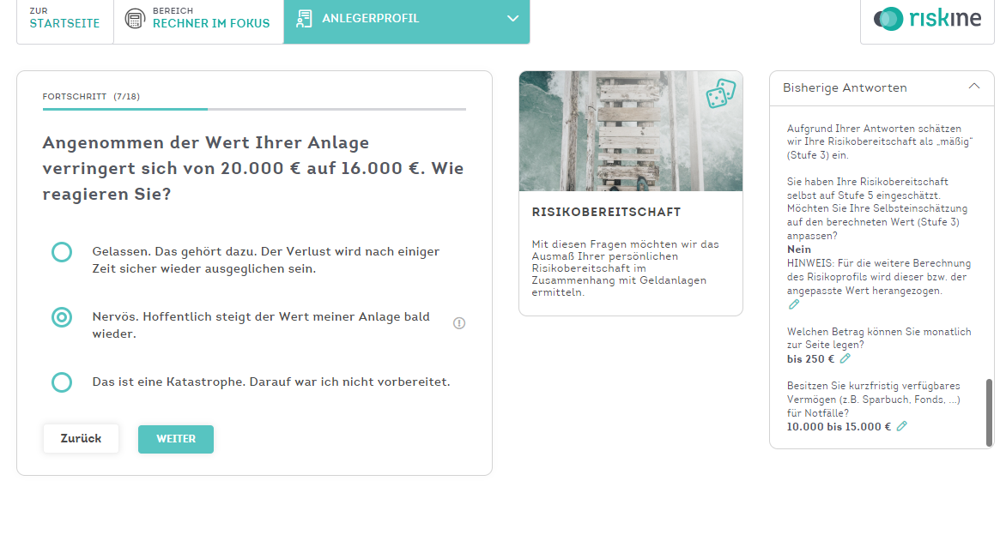 ZUR
STARTSEITE
BEREICH
RECHNER IM FOKUS
ANLEGERPROFIL
riskine
FORTSCHRITT (7/18)
Angenommen der Wert Ihrer Anlage
verringert sich von 20.000 € auf 16.000 €. Wie
reagieren Sie?
Gelassen. Das gehört dazu. Der Verlust wird nach einiger
Zeit sicher wieder ausgeglichen sein.
Nervös. Hoffentlich steigt der Wert meiner Anlage bald
wieder.
Das ist eine Katastrophe. Darauf war ich nicht vorbereitet.
Zurück
WEITER
RISIKOBEREITSCHAFT
Mit diesen Fragen möchten wir das
Ausmaß Ihrer persönlichen
Risikobereitschaft im
Zusammenhang mit Geldanlagen
ermitteln.
Bisherige Antworten
Aufgrund Ihrer Antworten schätzen
wir Ihre Risikobereitschaft als „mäßig“
(Stufe 3) ein.
Sie haben Ihre Risikobereitschaft
selbst auf Stufe 5 eingeschätzt.
Möchten Sie Ihre Selbsteinschätzung
auf den berechneten Wert (Stufe 3)
anpassen?
Nein
HINWEIS: Für die weitere Berechnung
des Risikoprofils wird dieser bzw. der
angepasste Wert herangezogen.
Welchen Betrag können Sie monatlich
zur Seite legen?
bis 250 €
Besitzen Sie kurzfristig verfügbares
Vermögen (z.B. Sparbuch, Fonds, ...)
für Notfälle?
10.000 bis 15.000 €